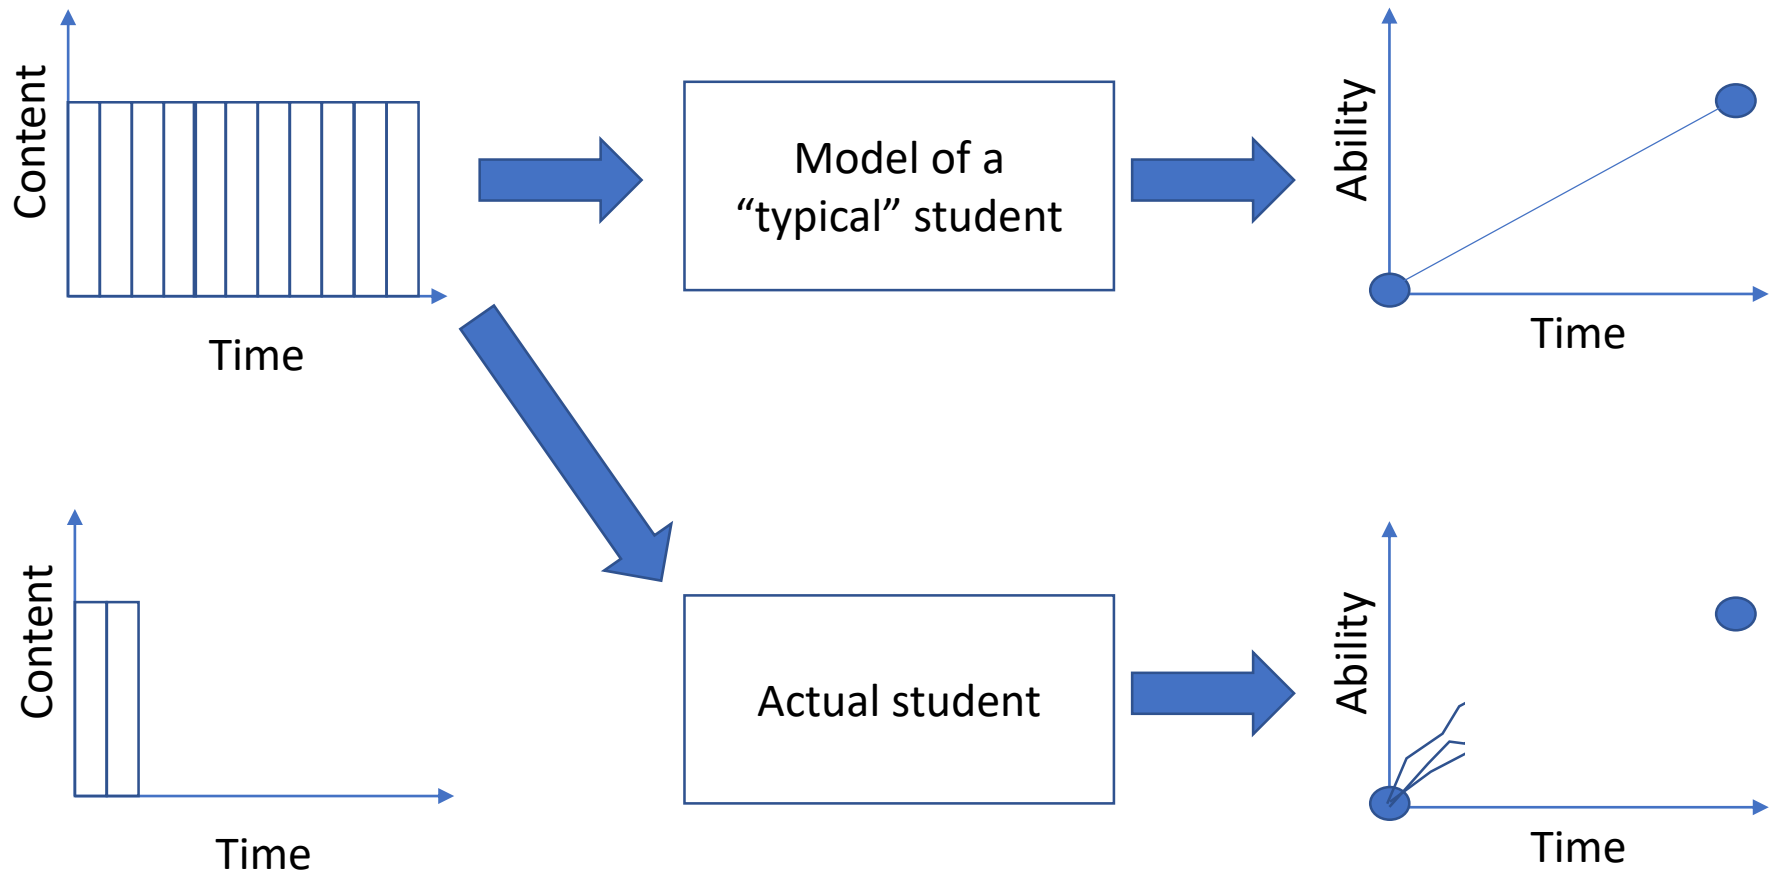 Content
Time
Model of a
“typical” student
Ability
Time
Content
Time
Actual student
Ability
Time